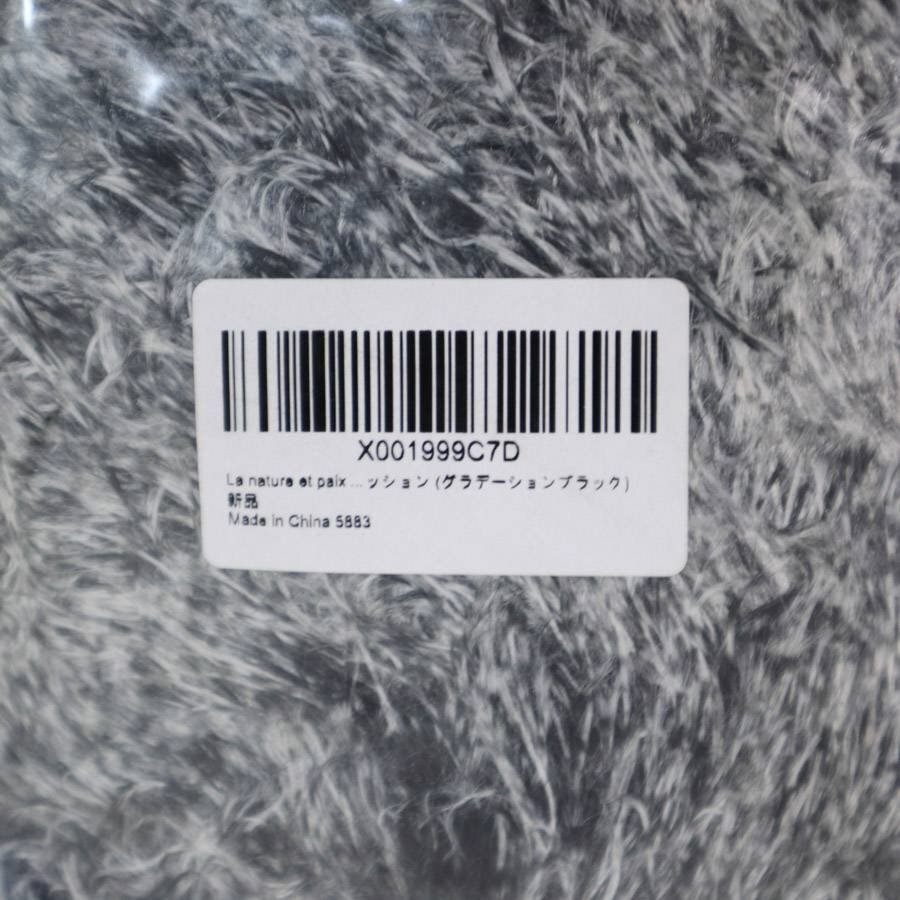 X001999C7D
La nature et paix ...ッション (グラデーションブラック)
新品
Made in China 5883